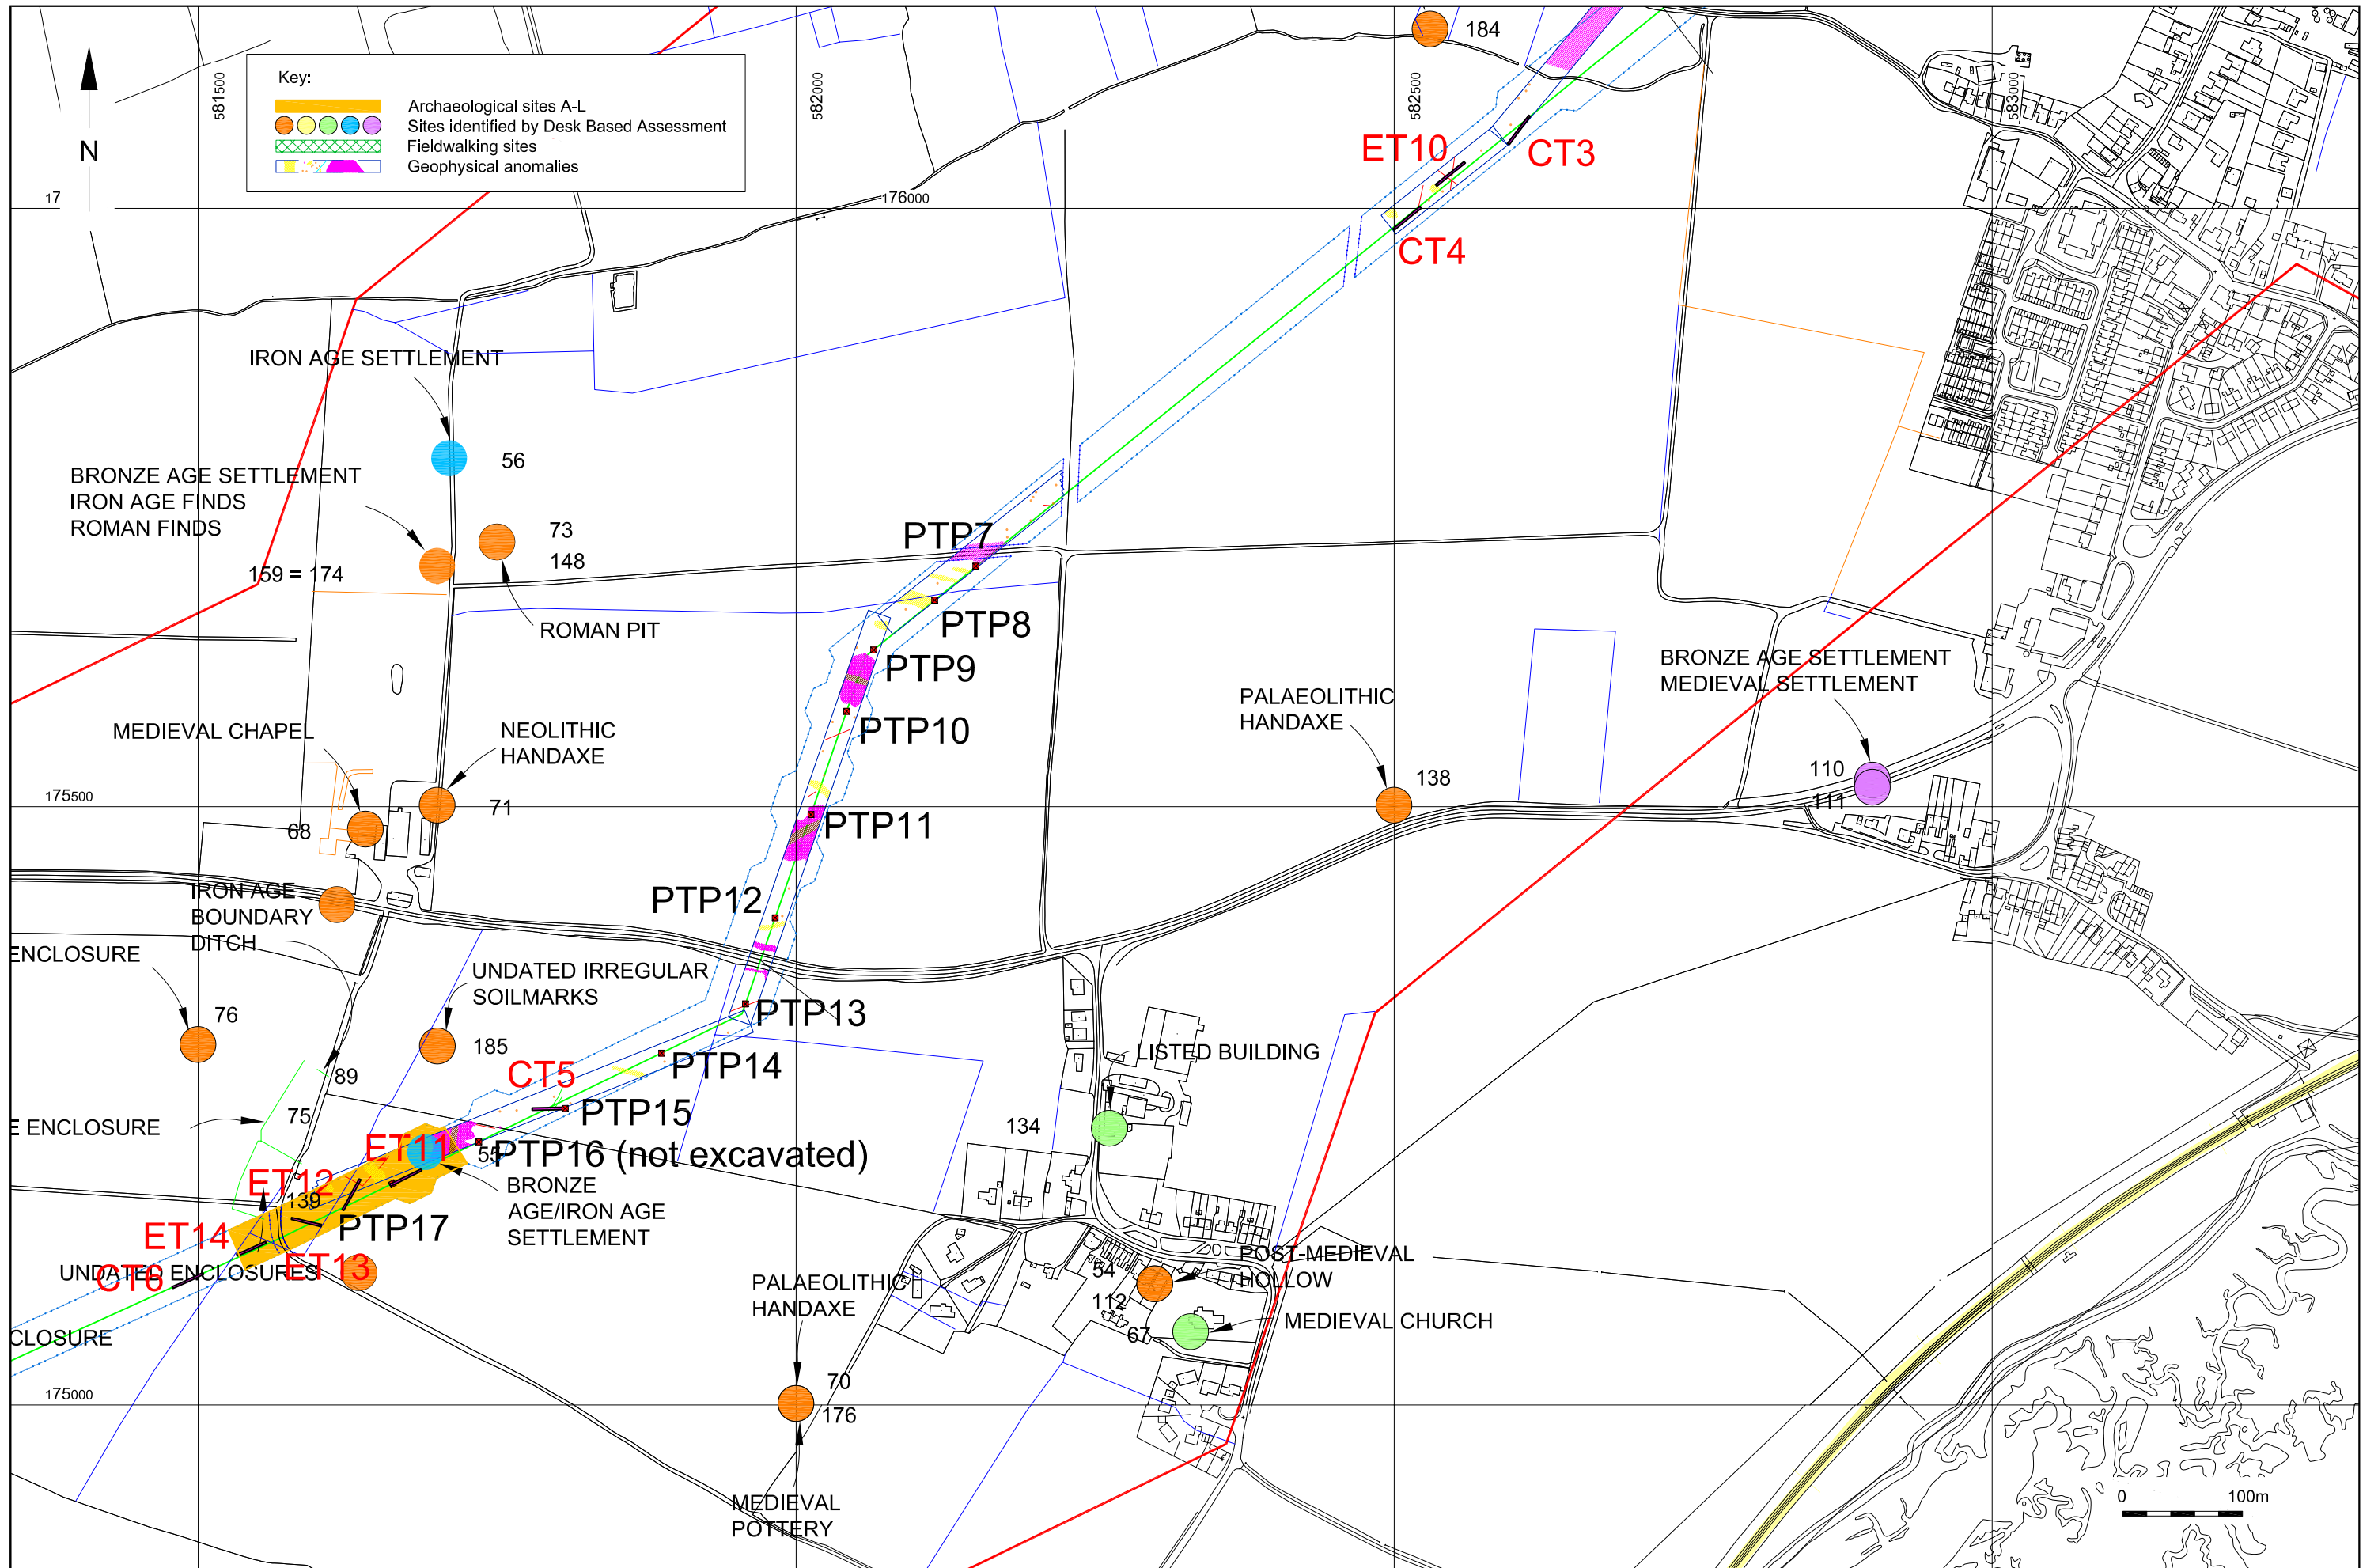 184
Key:
Archaeological sites A-L
Sites identified by Desk Based Assessment
Fieldwalking sites
Geophysical anomalies
581500
582000
582500
583000
N
17
176000
ET10
CT3
CT4
IRON AGE SETTLEMENT
56
BRONZE AGE SETTLEMENT
IRON AGE FINDS
ROMAN FINDS
159 = 174
73
148
ROMAN PIT
PTP7
PTP8
PTP9
PTP10
PTP11
PTP12
PTP13
PTP14
PTP15
PTP16 (not excavated)
PTP17
BRONZE AGE SETTLEMENT
MEDIEVAL SETTLEMENT
110
111
PALAEOLITHIC
HANDAXE
138
MEDIEVAL CHAPEL
68
NEOLITHIC
HANDAXE
71
175500
IRON AGE
BOUNDARY
DITCH
ENCLOSURE
76
UNDATED IRREGULAR
SOILMARKS
185
89
75
E ENCLOSURE
CT5
ET11
55
ET12
139
BRONZE
AGE/IRON AGE
SETTLEMENT
ET14
ET13
CT6
UNDATED ENCLOSURES
CLOSURE
LISTED BUILDING
134
POST-MEDIEVAL
HOLLOW
54
112
67
MEDIEVAL CHURCH
PALAEOLITHIC
HANDAXE
70
176
175000
MEDIEVAL
POTTERY
0
100m